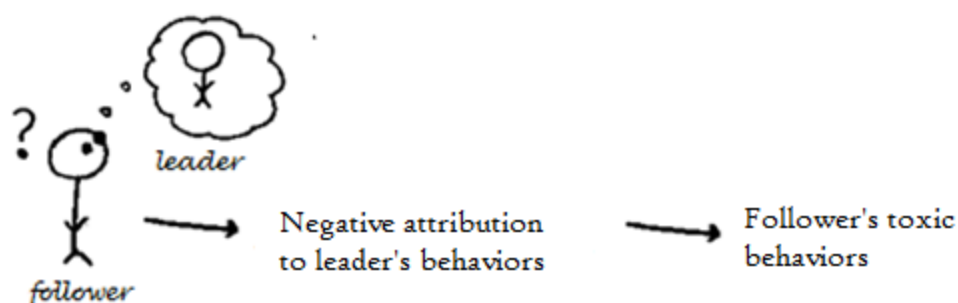 ?
leader
Negative attribution
to leader's behaviors
Follower's toxic
behaviors
follower